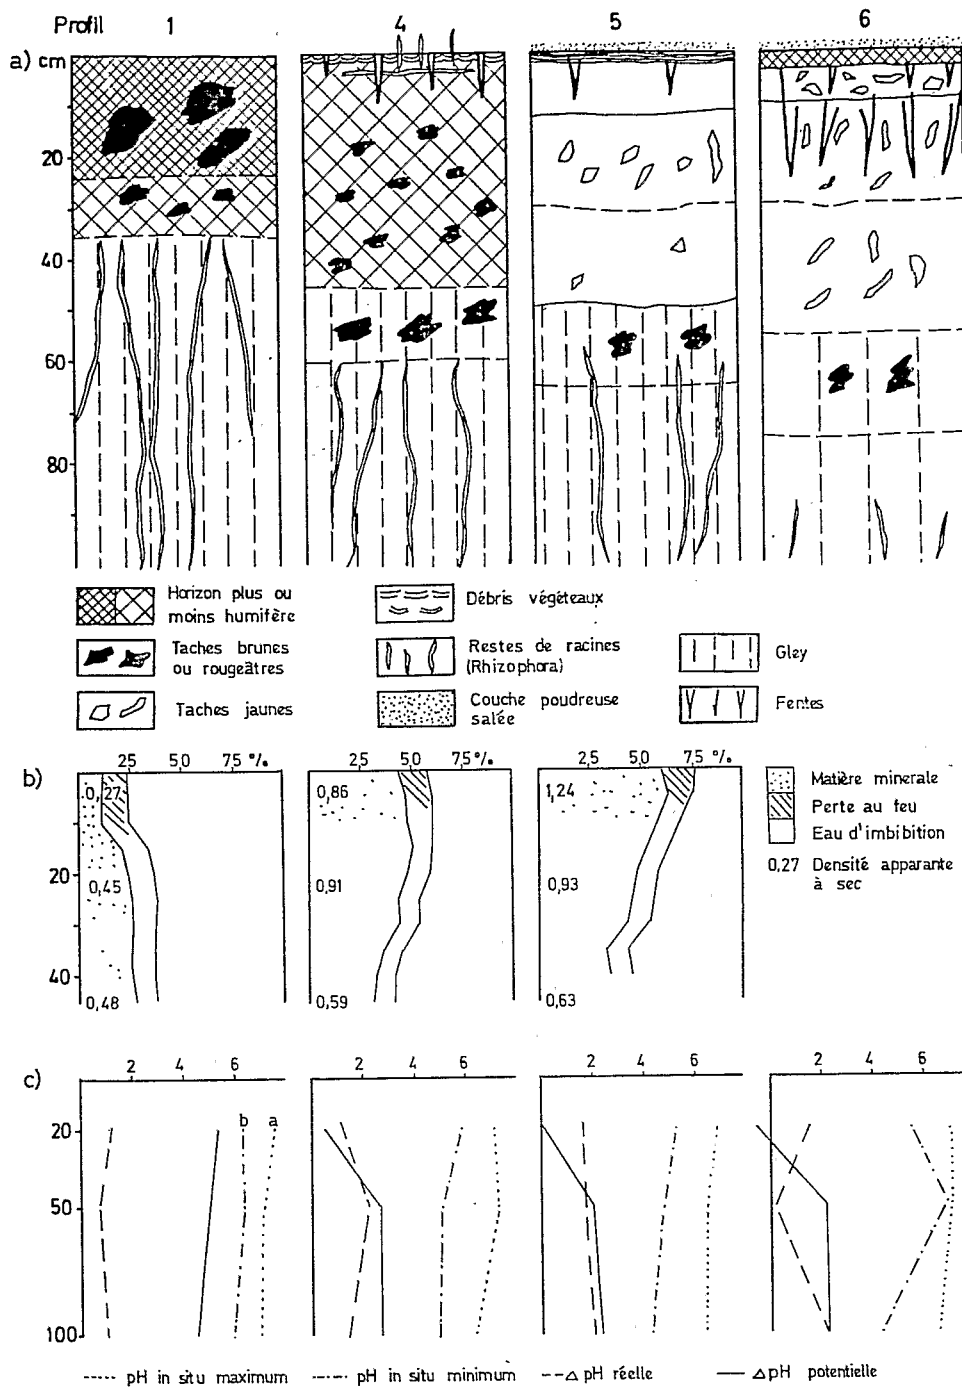 Profil 1 4 5 6
a) cm
20
40
60
80
Horizon plus ou
moins humifère
Taches brunes
ou rougeâtres
Taches jaunes
Débris végéteaux
Restes de racines
(Rhizophora)
Couche poudreuse
salée
Gley
Fentes
b)
25 50 75 %
2,5 5,0 7,5 %
2,5 5,0 7,5 %
0,27
0,45
0,48
20
40
0,86
0,91
0,59
1,24
0,93
0,63
Matière minerale
Perte au feu
Eau d'imbibition
0,27 Densité apparante
à sec
c)
2 4 6
2 6
2 4 6
2 6
b a
20
50
100
pH in situ maximum
pH in situ minimum
△ pH réelle
△ pH potentielle